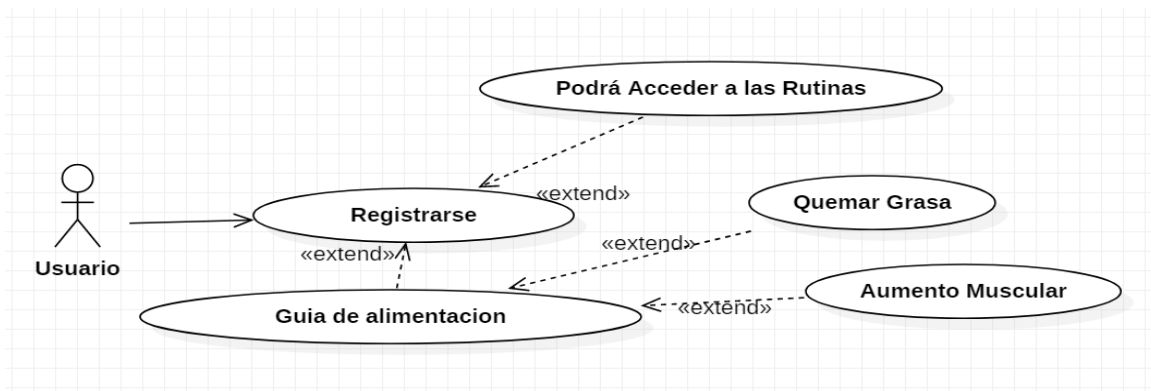 Podrá Acceder a las Rutinas
«extend»
Quemar Grasa
Registrarse
«extend»
«extend»
Usuario
Aumento Muscular
«extend»
Guia de alimentacion